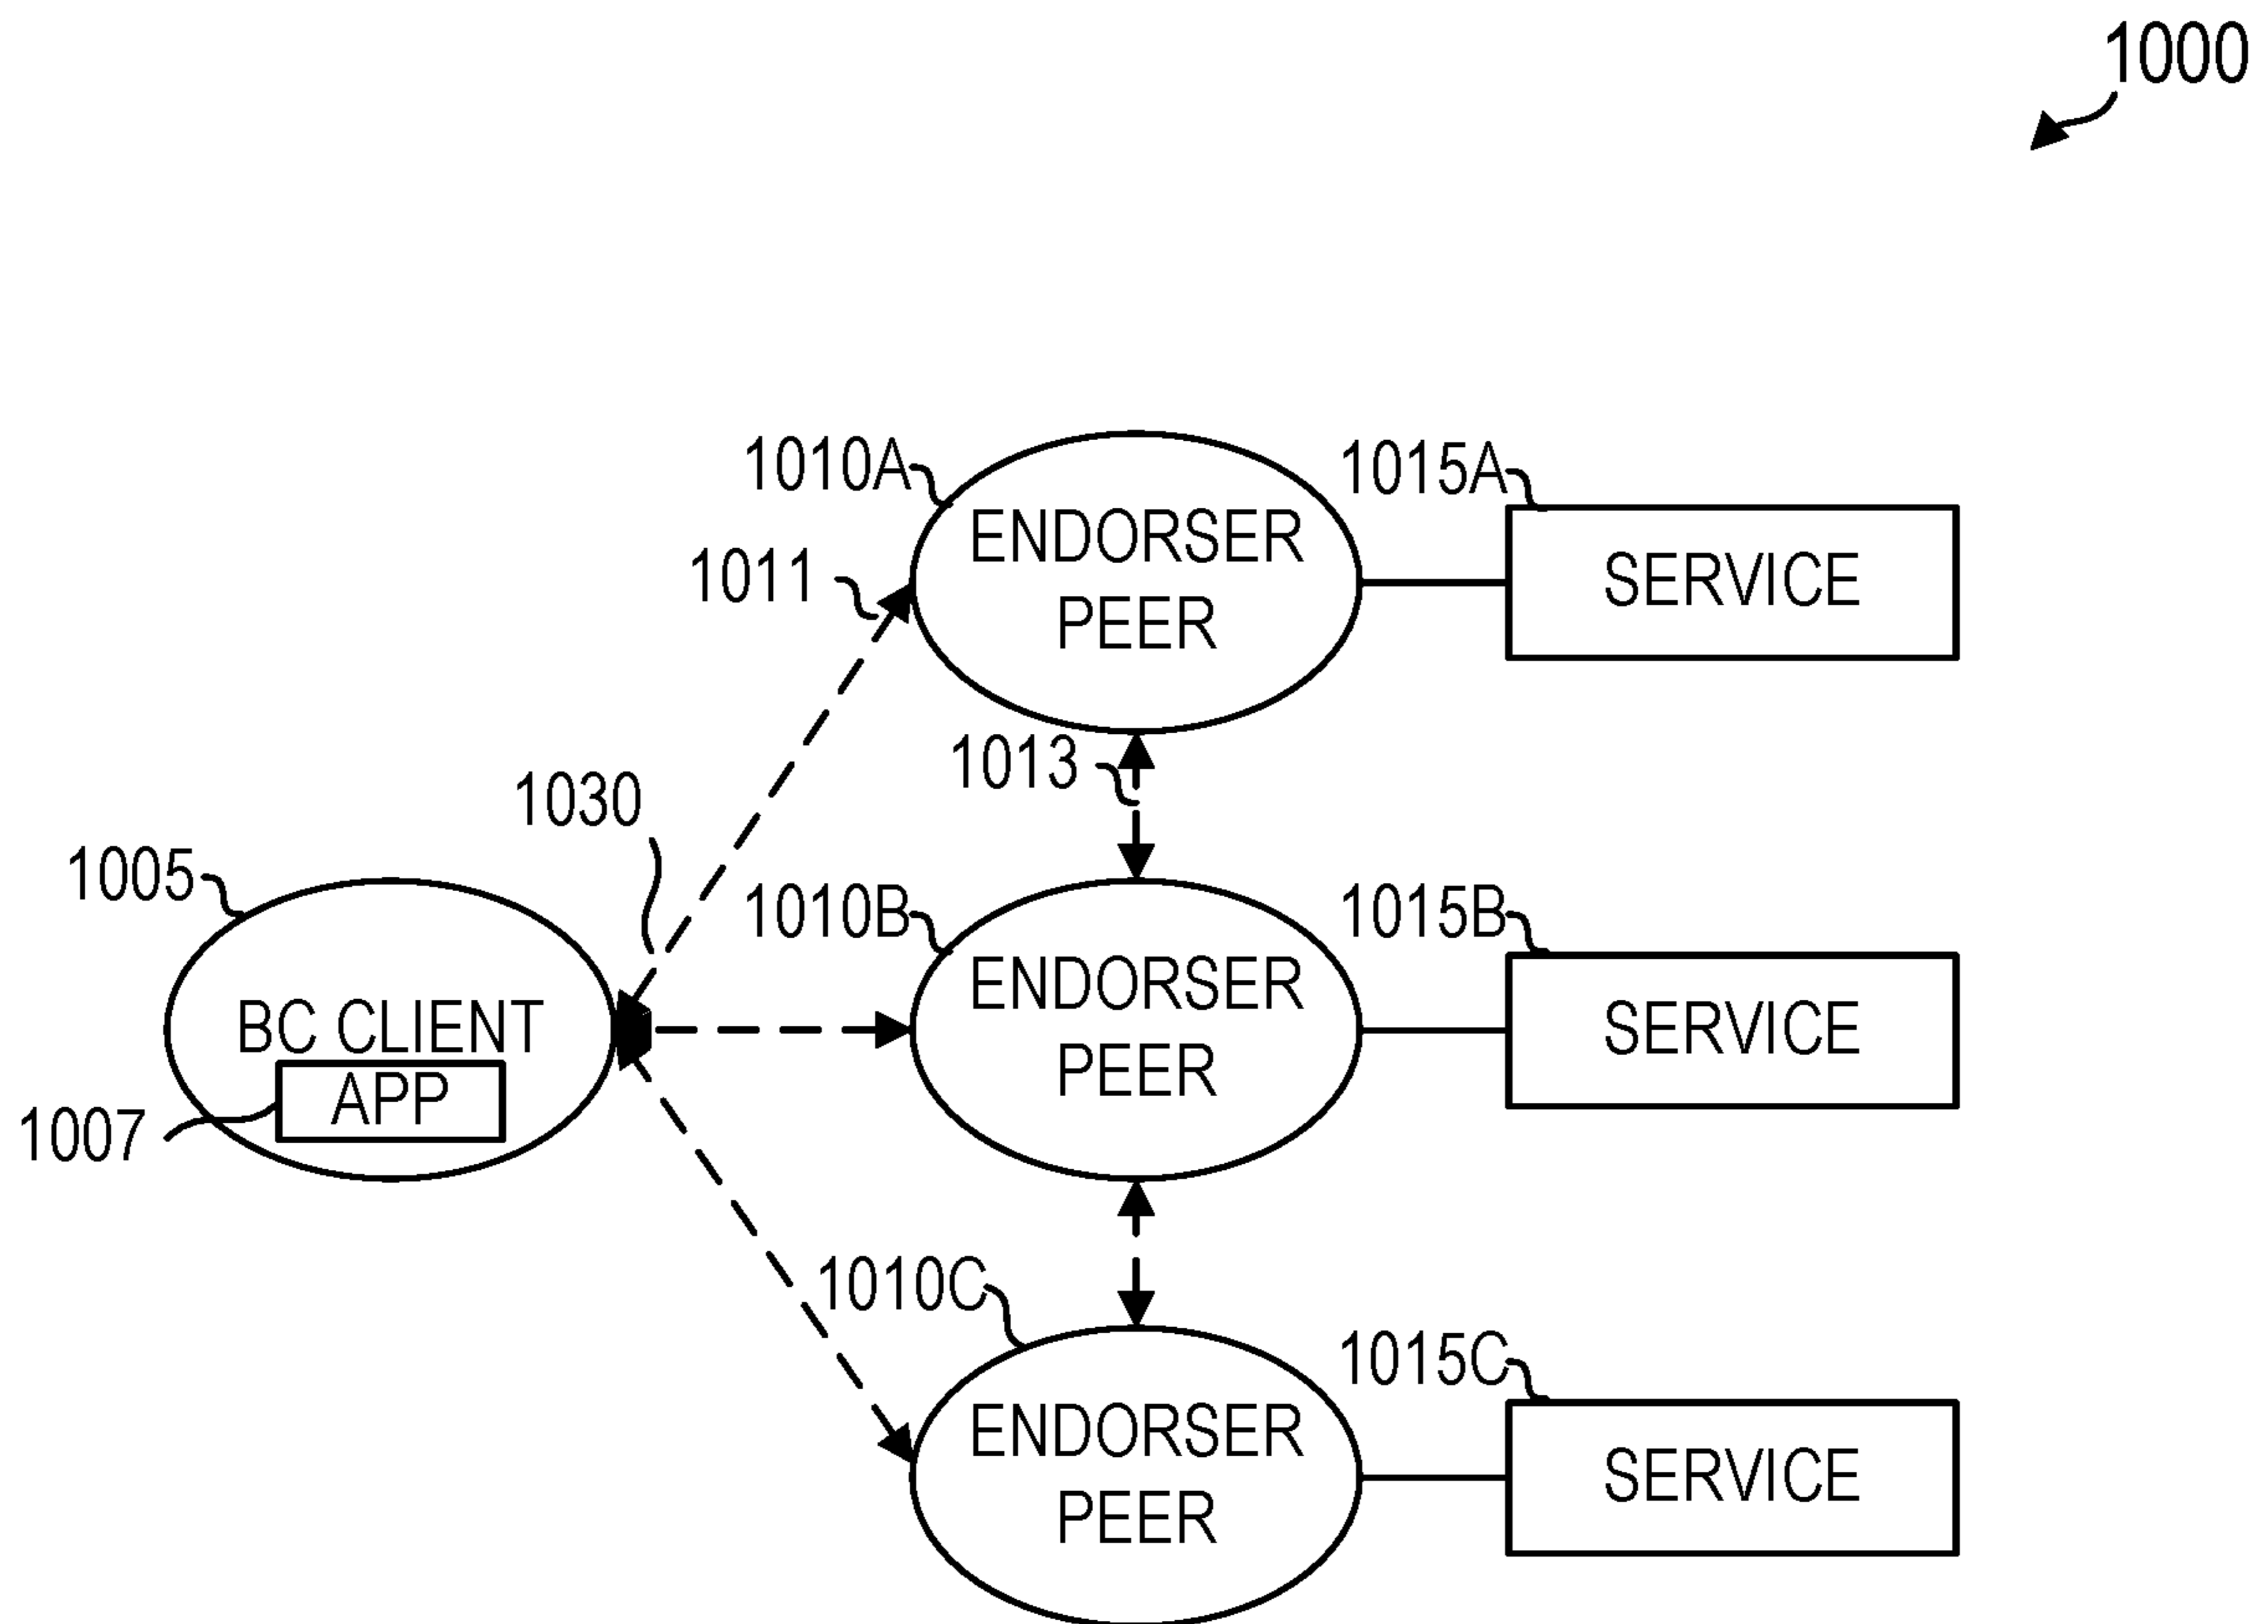 1000
1010A
1015A
ENDORSER
PEER
SERVICE
1011
1013
1030
1005
1010B
1015B
ENDORSER
PEER
SERVICE
BC CLIENT
APP
1007
1010C
1015C
ENDORSER
PEER
SERVICE